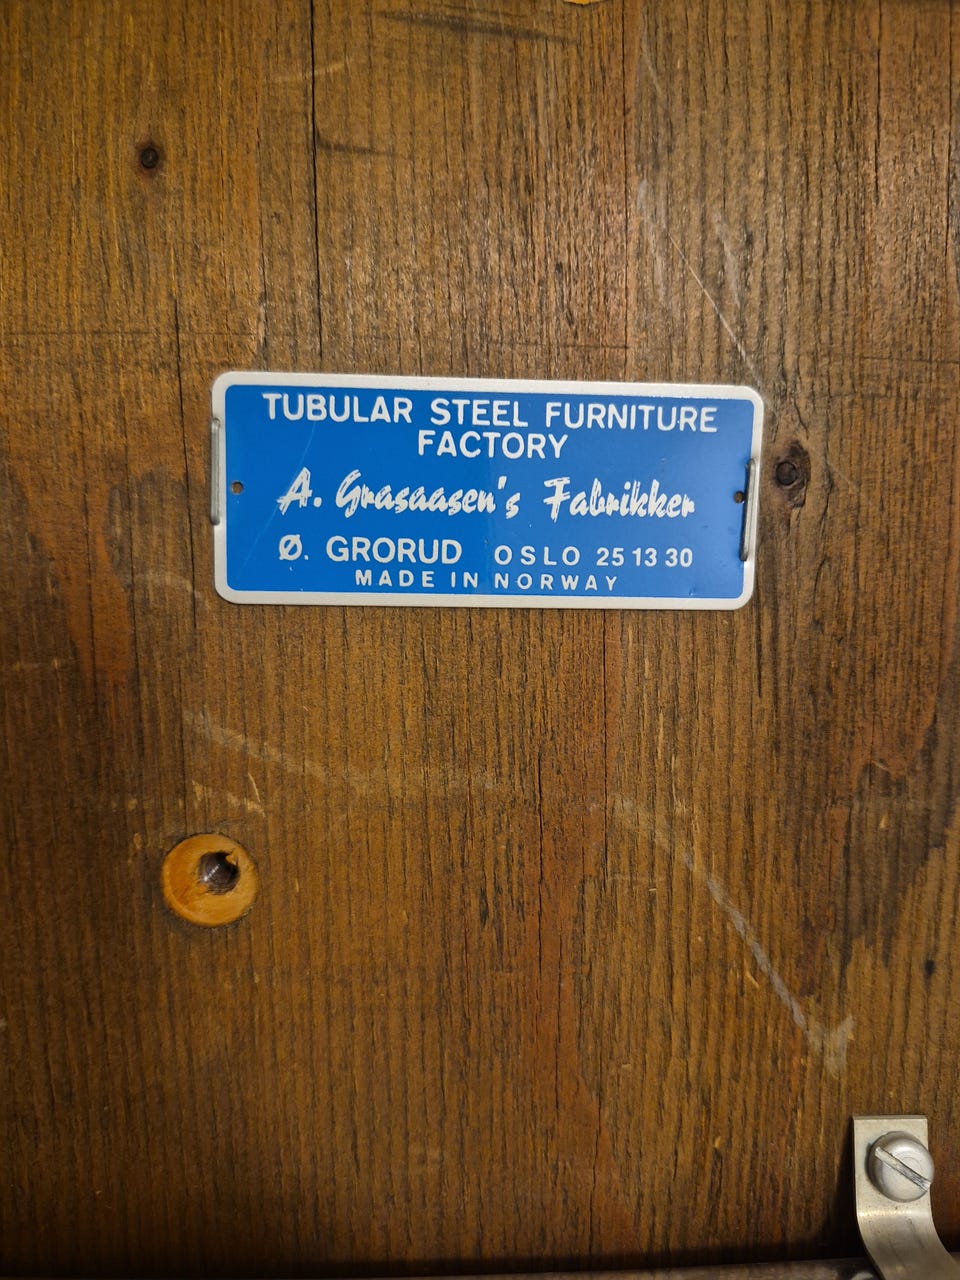 TUBULAR STEEL FURNITURE
FACTORY
A. Grasaasen's Fabrikker
Ø. GRORUD OSLO 25 13 30
MADE IN NORWAY